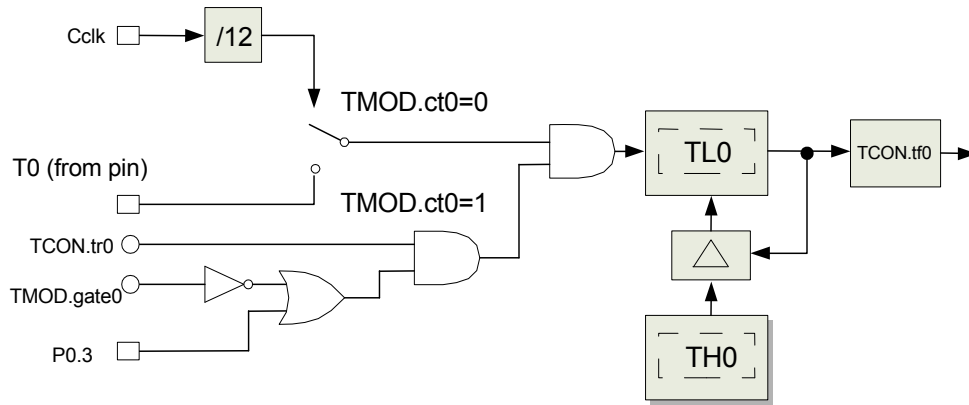 Cclk
/12
TMOD.ct0=0
T0 (from pin)
TMOD.ct0=1
TCON.tr0
TMOD.gate0
P0.3
TL0
TCON.tf0
TH0